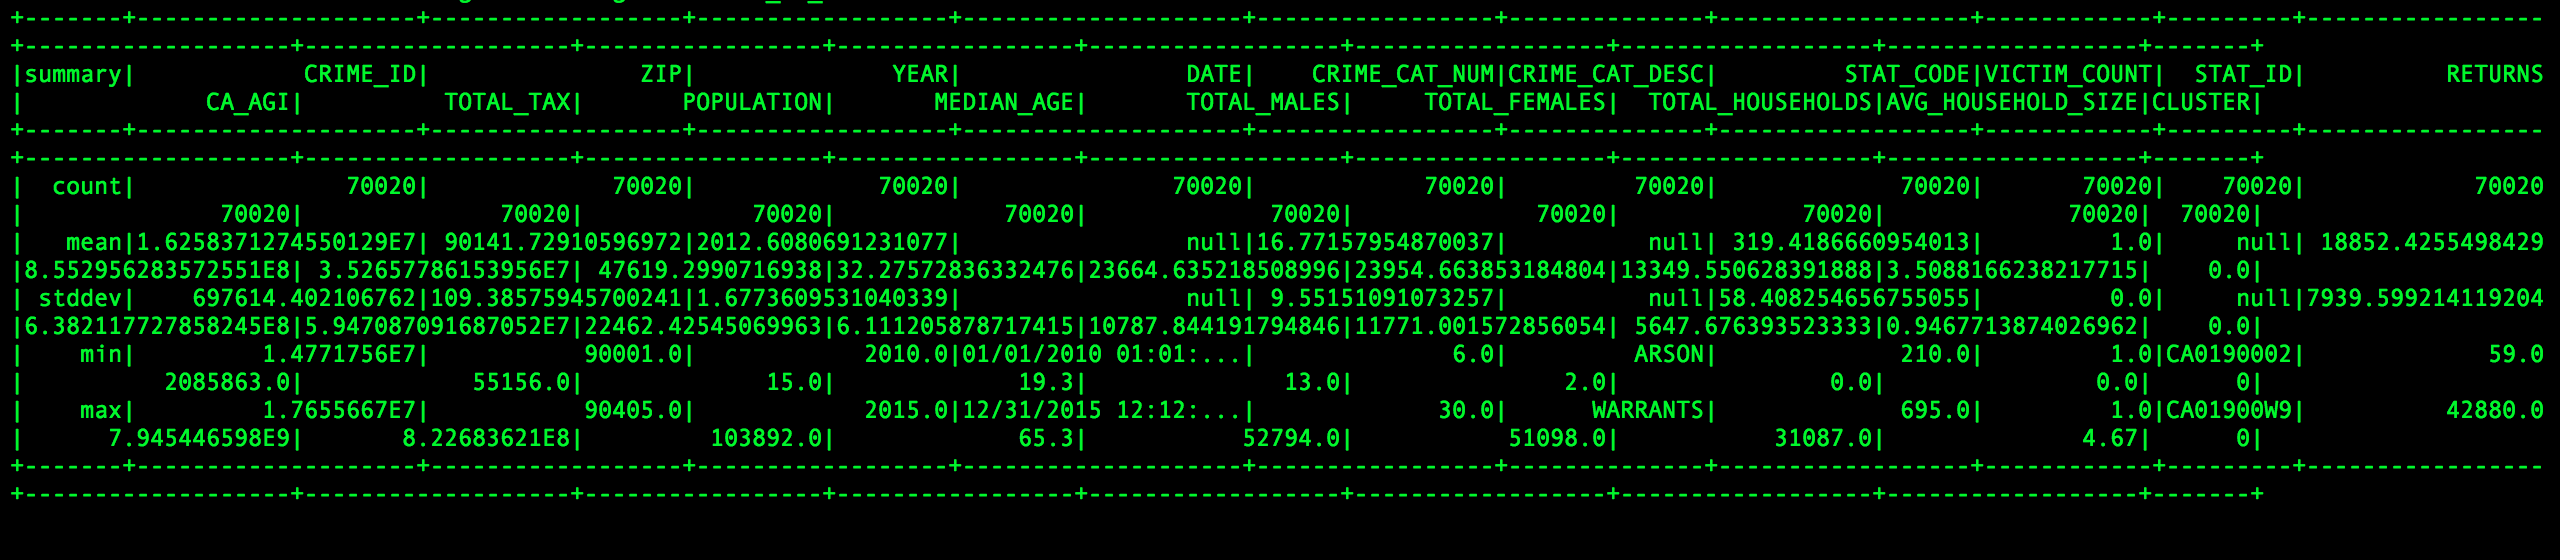 +-------+--------------------+------------------+------------------+--------------------+-----------------+--------------+------------------+------------+---------+-----------------
+-------------------+------------------+-----------------+-----------------+------------------+------------------+------------------+------------------+-------+
|summary|            CRIME_ID|               ZIP|              YEAR|                DATE|    CRIME_CAT_NUM|CRIME_CAT_DESC|         STAT_CODE|VICTIM_COUNT|  STAT_ID|          RETURNS
|             CA_AGI|         TOTAL_TAX|       POPULATION|       MEDIAN_AGE|       TOTAL_MALES|     TOTAL_FEMALES|  TOTAL_HOUSEHOLDS|AVG_HOUSEHOLD_SIZE|CLUSTER|
+-------+--------------------+------------------+------------------+--------------------+-----------------+--------------+------------------+------------+---------+-----------------
+-------------------+------------------+-----------------+-----------------+------------------+------------------+------------------+------------------+-------+
|  count|               70020|             70020|             70020|               70020|            70020|         70020|             70020|       70020|    70020|            70020
|              70020|             70020|            70020|            70020|             70020|             70020|             70020|             70020|  70020|
|   mean|1.6258371274550129E7| 90141.72910596972|2012.6080691231077|                null|16.77157954870037|          null| 319.4186660954013|         1.0|     null| 18852.4255498429
|8.552956283572551E8| 3.52657786153956E7| 47619.2990716938|32.27572836332476|23664.635218508996|23954.663853184804|13349.550628391888|3.5088166238217715|    0.0|
| stddev|    697614.402106762|109.38575945700241|1.6773609531040339|                null| 9.55151091073257|          null|58.408254656755055|         0.0|     null|7939.599214119204
|6.382117727858245E8|5.947087091687052E7|22462.42545069963|6.111205878717415|10787.844191794846|11771.001572856054| 5647.676393523333|0.9467713874026962|    0.0|
|    min|         1.4771756E7|           90001.0|            2010.0|01/01/2010 01:01:...|              6.0|         ARSON|             210.0|         1.0|CA0190002|             59.0
|          2085863.0|           55156.0|             15.0|             19.3|              13.0|               2.0|               0.0|               0.0|      0|
|    max|         1.7655667E7|           90405.0|            2015.0|12/31/2015 12:12:...|             30.0|      WARRANTS|             695.0|         1.0|CA01900W9|          42880.0
|      7.945446598E9|      8.22683621E8|         103892.0|             65.3|           52794.0|           51098.0|           31087.0|              4.67|      0|
+-------+--------------------+------------------+------------------+--------------------+-----------------+--------------+------------------+------------+---------+-----------------
+-------------------+------------------+-----------------+-----------------+------------------+------------------+------------------+------------------+-------+